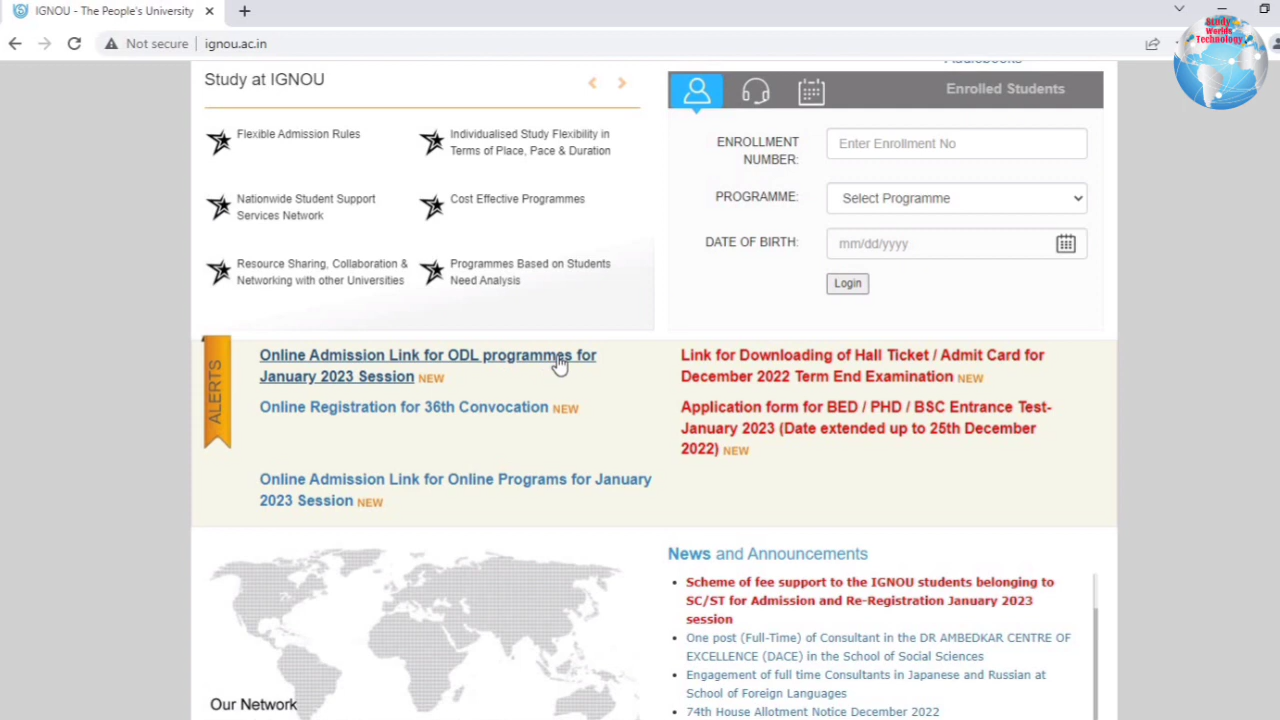 IGNOU - The People's University
Not secure
ignou.ac.in
Study
Worlds
Technology
Study at IGNOU
Flexible Admission Rules
Individualised Study Flexibility in
Terms of Place, Pace & Duration
Nationwide Student Support
Services Network
Cost Effective Programmes
Resource Sharing, Collaboration &
Networking with other Universities
Programmes Based on Students
Need Analysis
Enrolled Students
ENROLLMENT
NUMBER:
Enter Enrollment No
PROGRAMME:
Select Programme
DATE OF BIRTH:
mm/dd/yyyy
Login
ALERTS
Online Admission Link for ODL programmes for
January 2023 Session NEW
Online Registration for 36th Convocation NEW
Online Admission Link for Online Programs for January
2023 Session NEW
Link for Downloading of Hall Ticket / Admit Card for
December 2022 Term End Examination NEW
Application form for BED / PHD / BSC Entrance Test-
January 2023 (Date extended up to 25th December
2022) NEW
Our Network
News and Announcements
Scheme of fee support to the IGNOU students belonging to
SC/ST for Admission and Re-Registration January 2023
session
One post (Full-Time) of Consultant in the DR AMBEDKAR CENTRE OF
EXCELLENCE (DACE) in the School of Social Sciences
Engagement of full time Consultants in Japanese and Russian at
School of Foreign Languages
74th House Allotment Notice December 2022